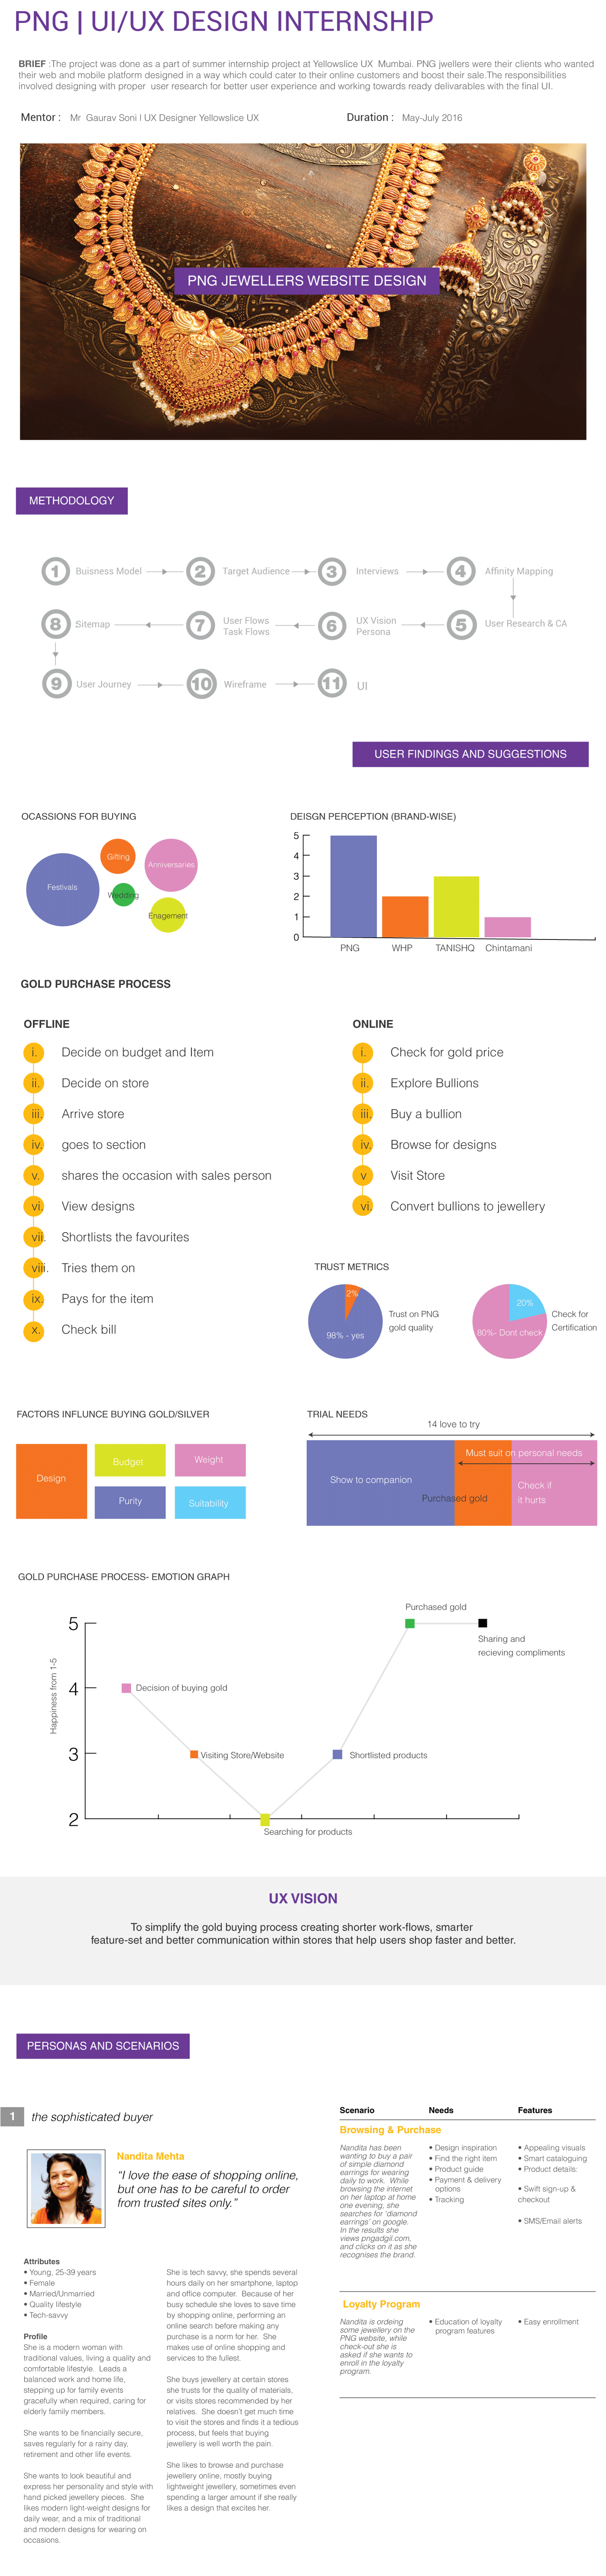 PNG | UI/UX DESIGN INTERNSHIP
BRIEF :The project was done as a part of summer internship project at Yellowslice UX Mumbai. PNG jwellers were their clients who wanted
their web and mobile platform designed in a way which could cater to their online customers and boost their sale.The responsibilities
involved designing with proper user research for better user experience and working towards ready delivarables with the final UI.
Mentor : Mr Gaurav Soni I UX Designer Yellowslice UX
Duration : May-July 2016
PNG JEWELLERS WEBSITE DESIGN
METHODOLOGY
1 Buisness Model
2 Target Audience
3 Interviews
4 Affinity Mapping
8 Sitemap
7 User Flows
Task Flows
6 UX Vision
Persona
5 User Research & CA
9 User Journey
10 Wireframe
11 UI
USER FINDINGS AND SUGGESTIONS
OCASSIONS FOR BUYING
Festivals
Gifting
Anniversaries
Wedding
Enagement
DEISGN PERCEPTION (BRAND-WISE)
5
4
3
2
1
0
PNG WHP TANISHQ Chintamani
GOLD PURCHASE PROCESS
OFFLINE
i. Decide on budget and Item
ii. Decide on store
iii. Arrive store
iv. goes to section
v. shares the occasion with sales person
vi. View designs
vii. Shortlists the favourites
viii. Tries them on
ix. Pays for the item
x. Check bill
ONLINE
i. Check for gold price
ii. Explore Bullions
iii. Buy a bullion
iv. Browse for designs
v Visit Store
vi. Convert bullions to jewellery
TRUST METRICS
2%
98% - yes
Trust on PNG
gold quality
20%
80%- Dont check
Check for
Certification
FACTORS INFLUNCE BUYING GOLD/SILVER
Design
Budget
Weight
Purity
Suitability
TRIAL NEEDS
14 love to try
Must suit on personal needs
Show to companion
Purchased gold
Check if
it hurts
GOLD PURCHASE PROCESS- EMOTION GRAPH
Happiness from 1-5
5
4
3
2
Decision of buying gold
Visiting Store/Website
Searching for products
Shortlisted products
Purchased gold
Sharing and
recieving compliments
UX VISION
To simplify the gold buying process creating shorter work-flows, smarter
feature-set and better communication within stores that help users shop faster and better.
PERSONAS AND SCENARIOS
1 the sophisticated buyer
Nandita Mehta
“I love the ease of shopping online,
but one has to be careful to order
from trusted sites only.”
Attributes
• Young, 25-39 years
• Female
• Married/Unmarried
• Quality lifestyle
• Tech-savvy
Profile
She is a modern woman with
traditional values, living a quality and
comfortable lifestyle. Leads a
balanced work and home life,
stepping up for family events
gracefully when required, caring for
elderly family members.
She wants to be financially secure,
saves regularly for a rainy day,
retirement and other life events.
She wants to look beautiful and
express her personality and style with
hand picked jewellery pieces. She
likes modern light-weight designs for
daily wear, and a mix of traditional
and modern designs for wearing on
occasions.
She is tech savvy, she spends several
hours daily on her smartphone, laptop
and office computer. Because of her
busy schedule she loves to save time
by shopping online, performing an
online search before making any
purchase is a norm for her. She
makes use of online shopping and
services to the fullest.
She buys jewellery at certain stores
she trusts for the quality of materials,
or visits stores recommended by her
relatives. She doesn't get much time
to visit the stores and finds it a tedious
process, but feels that buying
jewellery is well worth the pain.
She likes to browse and purchase
jewellery online, mostly buying
lightweight jewellery, sometimes even
spending a larger amount if she really
likes a design that excites her.
Scenario Needs Features
Browsing & Purchase
Nandita has been
wanting to buy a pair
of simple diamond
earrings for wearing
daily to work. While
browsing the internet
on her laptop at home
one evening, she
searches for 'diamond
earrings' on google.
In the results she
views pngadgil.com,
and clicks on it as she
recognises the brand.
• Design inspiration
• Find the right item
• Product guide
• Payment & delivery
options
• Tracking
• Appealing visuals
• Smart cataloguing
• Product details:
• Swift sign-up &
checkout
• SMS/Email alerts
Loyalty Program
Nandita is ordeing
some jewellery on the
PNG website, while
check-out she is
asked if she wants to
enroll in the loyalty
program.
• Education of loyalty
program features
• Easy enrollment